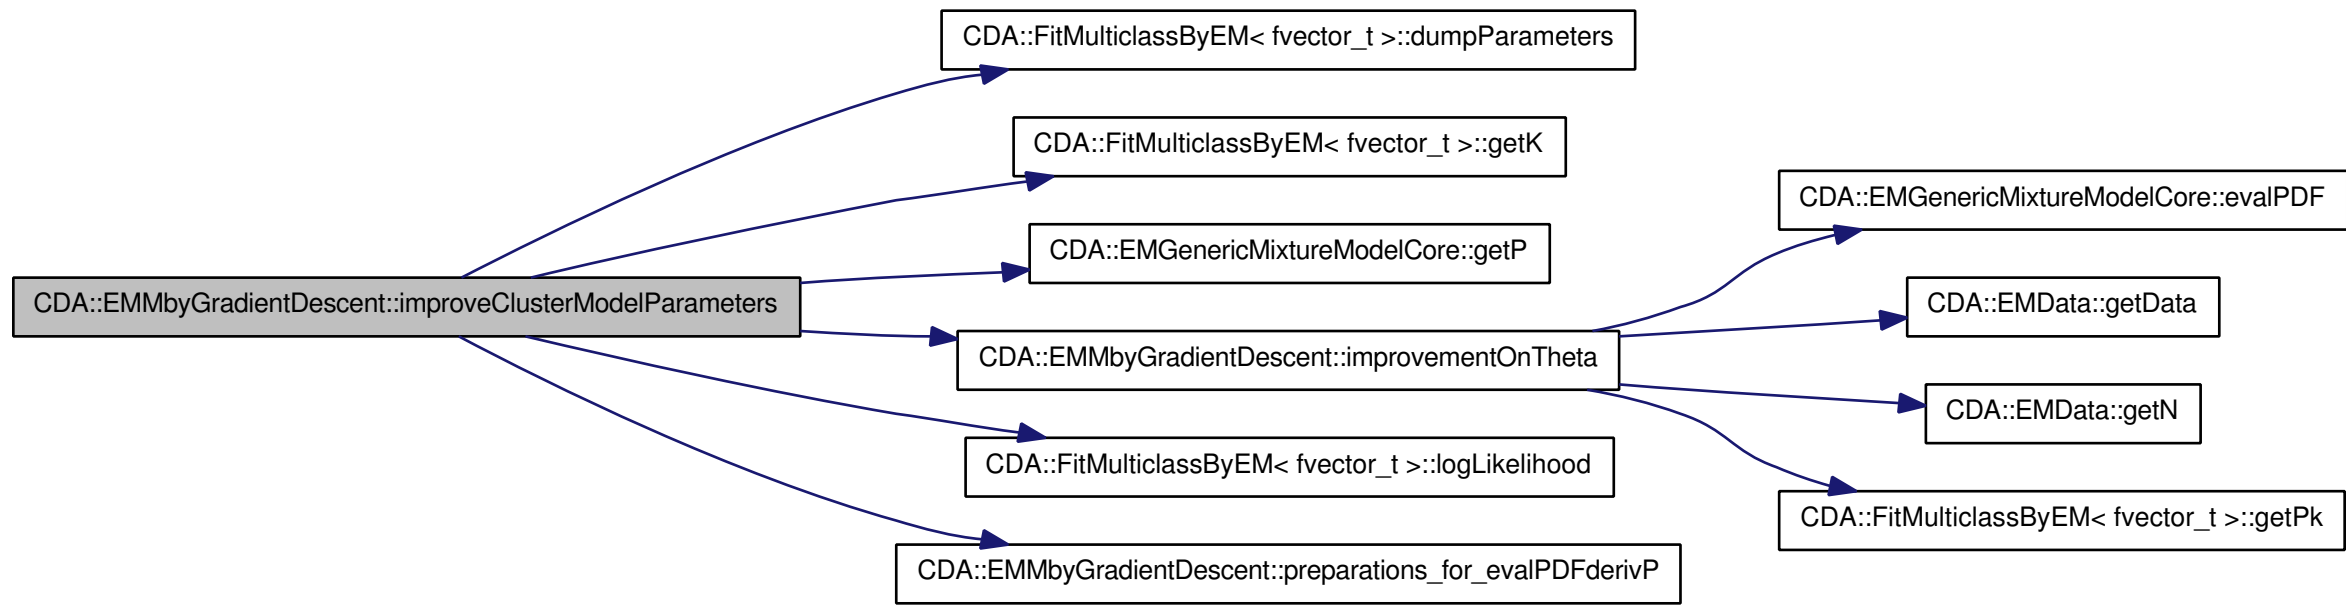 CDA::FitMulticlassByEM< fvector_t >::dumpParameters
CDA::FitMulticlassByEM< fvector_t >::getK
CDA::EMGenericMixtureModelCore::evalPDF
CDA::EMGenericMixtureModelCore::getP
CDA::EMMbyGradientDescent::improveClusterModelParameters
CDA::EMData::getData
CDA::EMMbyGradientDescent::improvementOnTheta
CDA::EMData::getN
CDA::FitMulticlassByEM< fvector_t >::logLikelihood
CDA::FitMulticlassByEM< fvector_t >::getPk
CDA::EMMbyGradientDescent::preparations_for_evalPDFderivP